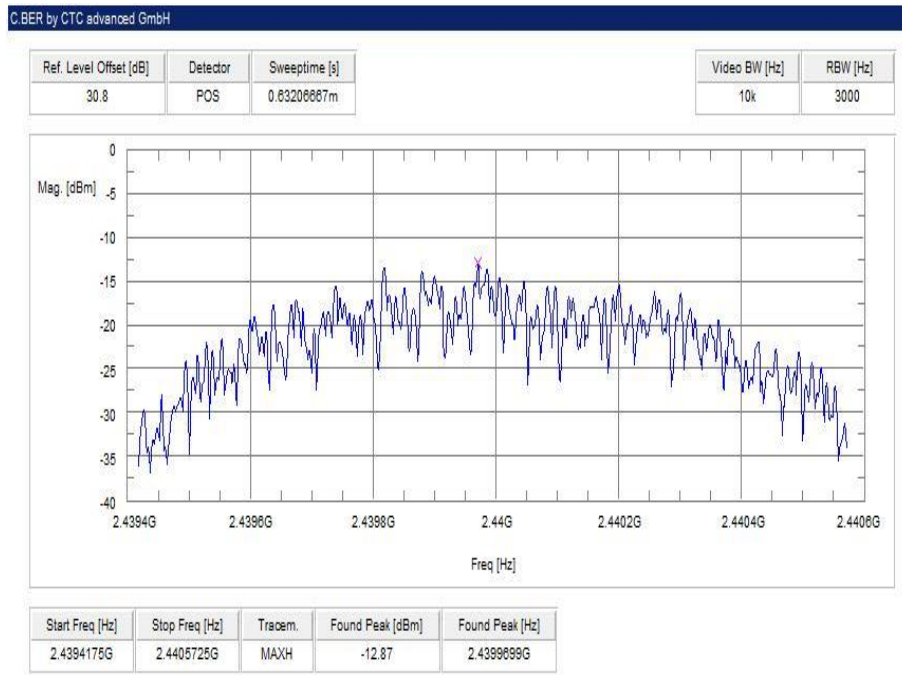 C.BER by CTC advanced GmbH
Ref. Level Offset [dB] Detector Sweeptime [s] Video BW [Hz] RBW [Hz]
30.8 POS 0.63206667m 10k 3000
0
Mag. [dBm] -5
-10
-15
-20
-25
-30
-35
-40
2.4394G 2.4396G 2.4398G 2.44G 2.4402G 2.4404G 2.4406G
Freq [Hz]
Start Freq [Hz] Stop Freq [Hz] Tracem. Found Peak [dBm] Found Peak [Hz]
2.4394175G 2.4405725G MAXH -12.87 2.4399699G